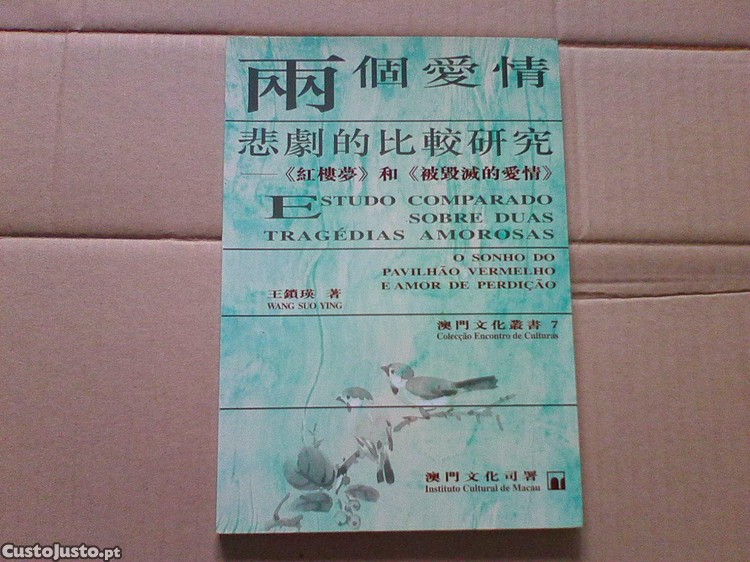 兩個愛情
悲劇的比較研究
——《紅樓夢》和《被毀滅的愛情》
ESTUDO COMPARADO
SOBRE DUAS
TRAGÉDIAS AMOROSAS
O SONHO DO
PAVILHÃO VERMELHO
E AMOR DE PERDIÇÃO
王鎖瑛 著
WANG SUO YING
澳門文化叢書 7
Colecção Encontro de Culturas
澳門文化司署
Instituto Cultural de Macau
CustoJusto.pt